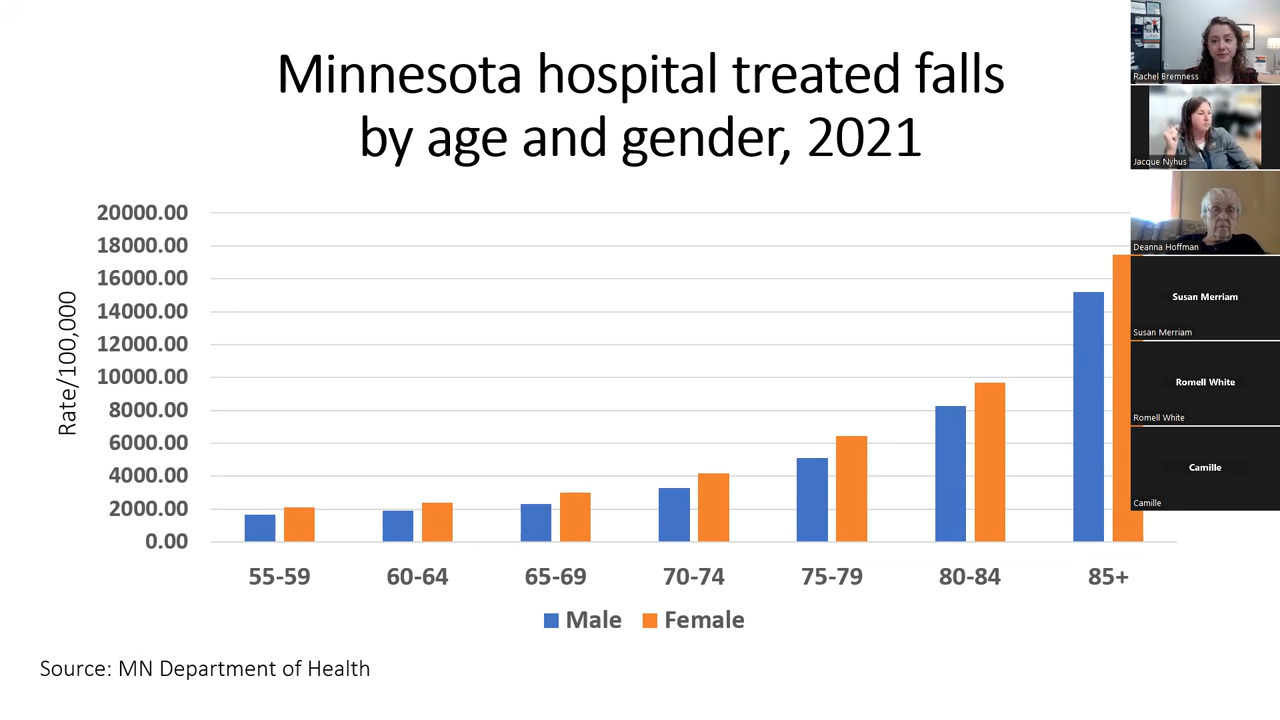 Minnesota hospital treated falls
by age and gender, 2021
Rate/100,000
20000.00
18000.00
16000.00
14000.00
12000.00
10000.00
8000.00
6000.00
4000.00
2000.00
0.00
55-59
60-64
65-69
70-74
75-79
80-84
85+
Male
Female
Source: MN Department of Health
Rachel Bremness
Jacque Nyhus
Deanna Hoffman
Susan Merriam
Susan Merriam
Romell White
Romell White
Camille
Camille